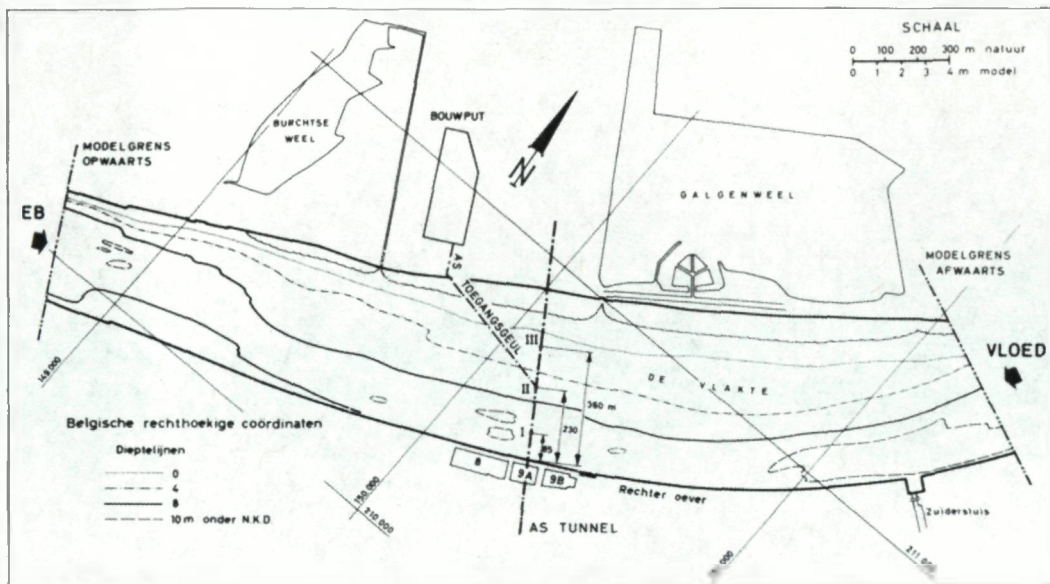 SCHAAL
0 100 200 300 m natuur
0 1 2 3 4 m model
BURCHTSE
WEEL
BOUWPUT
MODELGRENS
OPWAARTS
N
GALGENWEEL
EB
MODELGRENS
AFWAARTS
AS TOEGANGSGEUL
III
VLOED
DE VLAKTE
149.000
II
360 m
230
I
85
Belgische rechthoekige coördinaten
Dieptelijnen
0
4
8
10 m onder N.K.D.
8
9A
9B
Rechter oever
150.000
210.000
AS TUNNEL
Zuidersluis